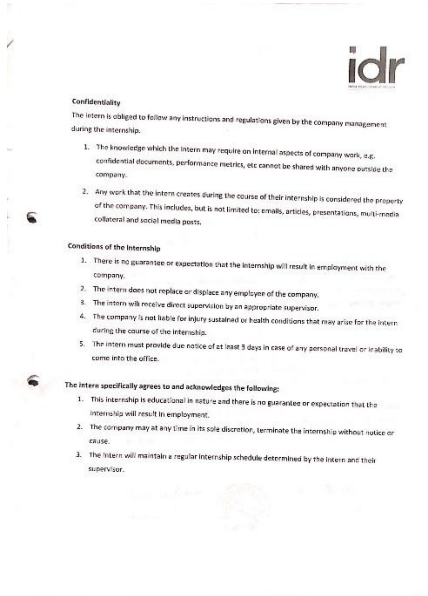 idr
Confidentiality
The intern is obliged to follow any instructions and regulations given by the company management
during the internship.
1. The knowledge which the intern may require on internal aspects of company work, e.g.
confidential documents, performance metrics, etc cannot be shared with anyone outside the
company.
2. Any work that the intern creates during the course of their internship is considered the property
of the company. This includes, but is not limited to: emails, articles, presentations, multi-media
collateral and social media posts.
Conditions of the Internship
1. There is no guarantee or expectation that the internship will result in employment with the
company.
2. The intern does not replace or displace any employee of the company.
3. The intern will receive direct supervision by an appropriate supervisor.
4. The company is not liable for injury sustained or health conditions that may arise for the intern
during the course of the internship.
5. The intern must provide due notice of at least 3 days in case of any personal travel or inability to
come into the office.
The intern specifically agrees to and acknowledges the following:
1. This internship is educational in nature and there is no guarantee or expectation that the
internship will result in employment.
2. The company may at any time in its sole discretion, terminate the internship without notice or
cause.
3. The intern will maintain a regular internship schedule determined by the intern and their
supervisor.